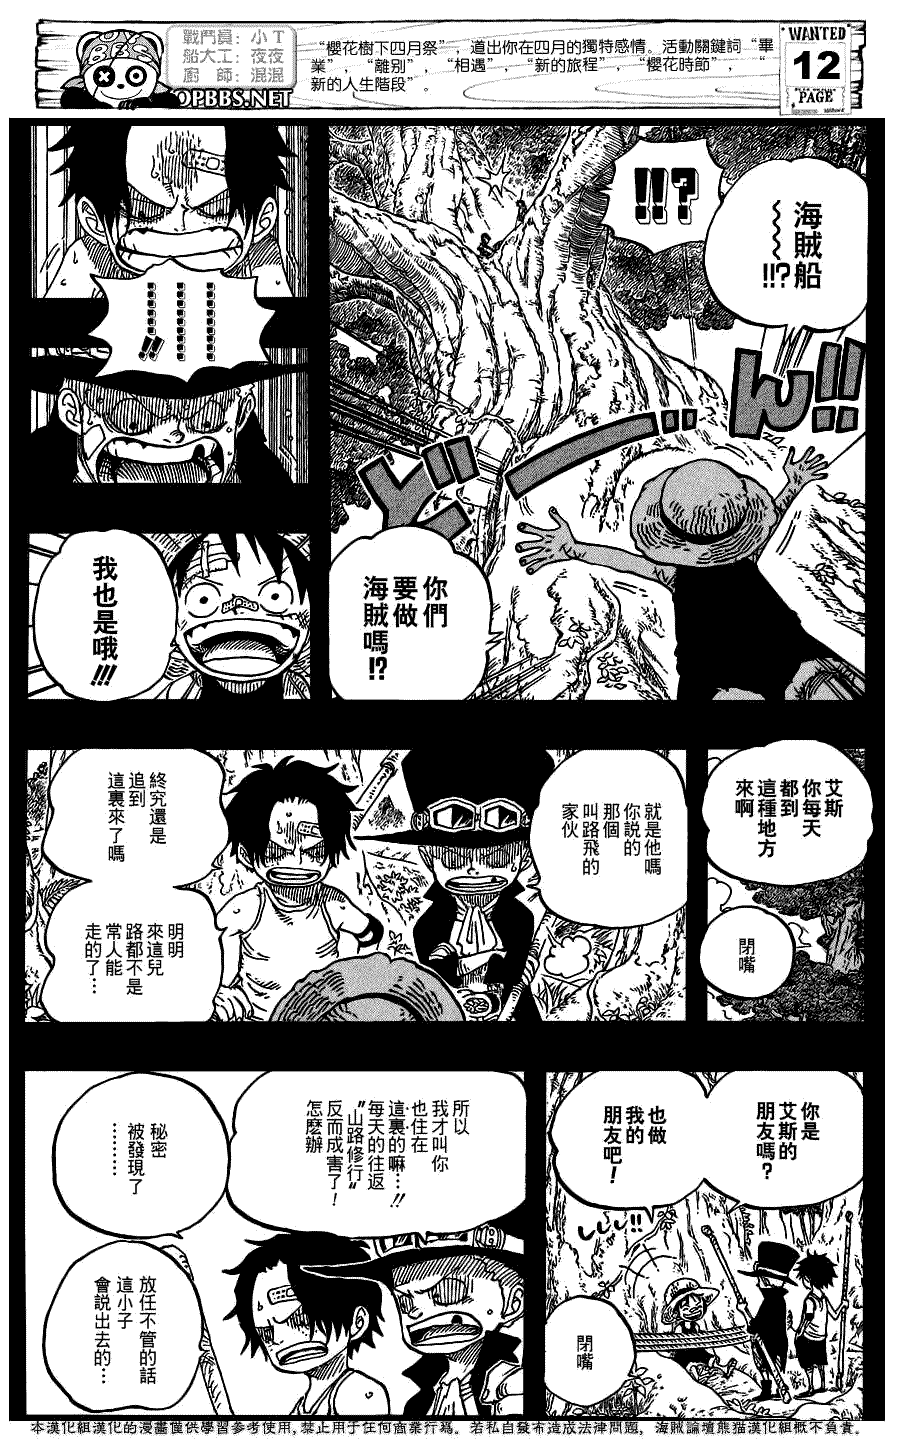 戰鬥員：小T
船大工：夜夜
廚　師：混混
OPBBS.NET
“櫻花樹下四月祭”，道出你在四月的獨特感情。活動關鍵詞“畢
業”，“離別”，“相遇”，“新的旅程”，“櫻花時節”，“
新的人生階段”。
WANTED
12
PAGE
海賊船
～～～!!?
!!?
ど――ん!!
你們
要做
海賊嗎!?
!!
我也是哦!!!
艾斯
你每天
都到
這種地方
來啊
閉嘴
就是他嗎
你說的
那個
叫路飛的
家伙
終究還是
追到
這裏來了嗎
明明
來這兒
路都不是
常人能
走的了…
你是
艾斯的
朋友嗎?
也做
我的
朋友吧!
!!
閉嘴
所以
我才叫你
也住在
這裏的嘛…!!
每天的往返
“山路修行”
反而成害了!
怎麼辦
秘密
被發現了
………
放任不管的話
這小子
會說出去的…
本漢化組漢化的漫畫僅供學習參考使用,禁止用于任何商業行為。若私自發布造成法律問題,海賊論壇熊猫漢化組概不負責。